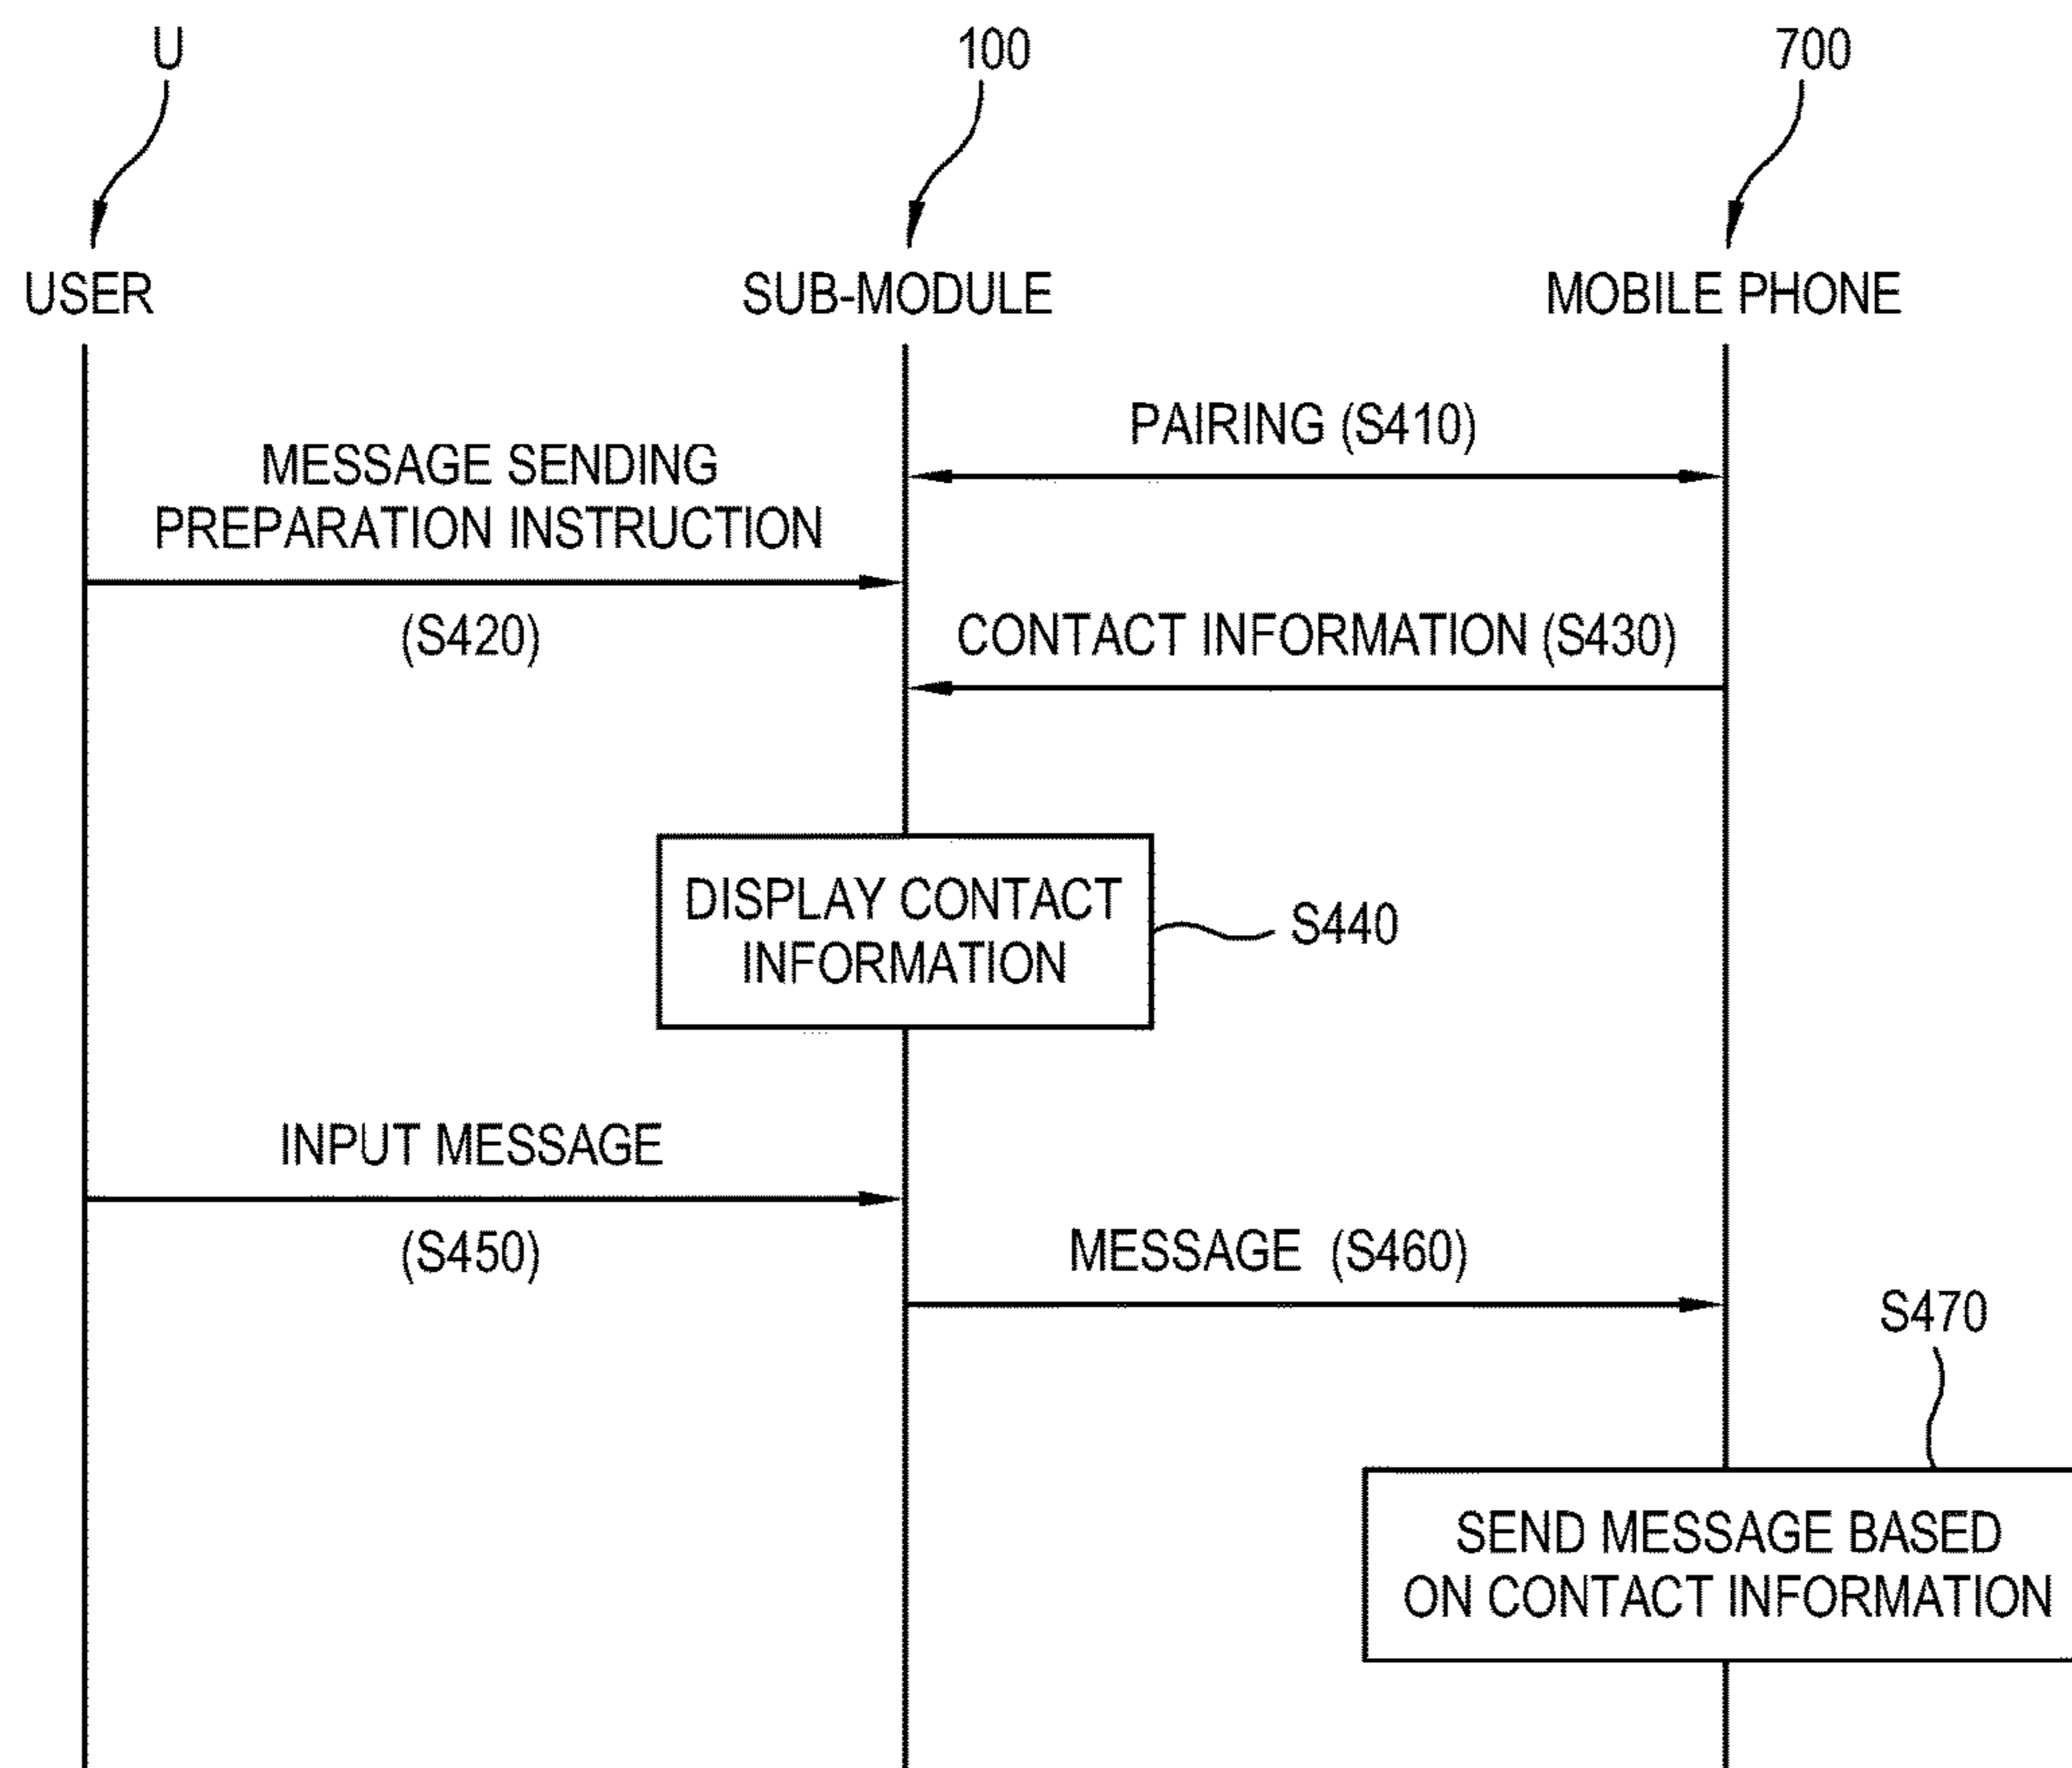 U
100
700
USER
SUB-MODULE
MOBILE PHONE
PAIRING (S410)
MESSAGE SENDING
PREPARATION INSTRUCTION
(S420)
CONTACT INFORMATION (S430)
DISPLAY CONTACT
INFORMATION
S440
INPUT MESSAGE
(S450)
MESSAGE (S460)
S470
SEND MESSAGE BASED
ON CONTACT INFORMATION